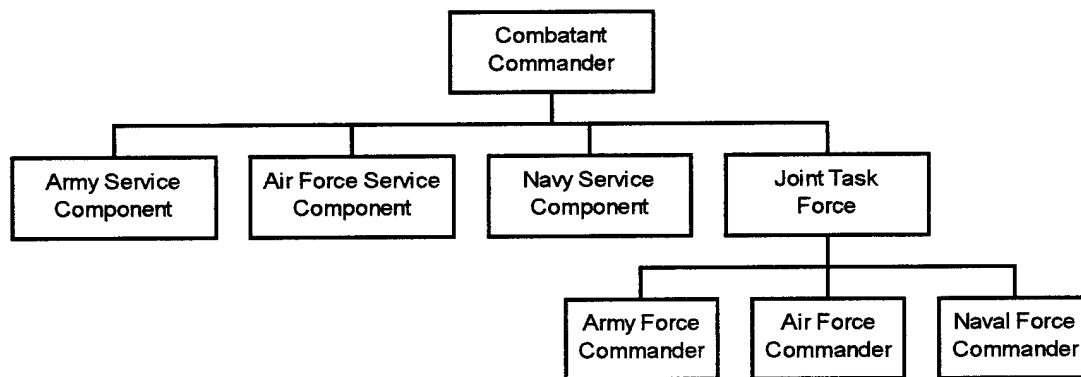 Combatant
Commander
Army Service
Component
Air Force Service
Component
Navy Service
Component
Joint Task
Force
Army Force
Commander
Air Force
Commander
Naval Force
Commander